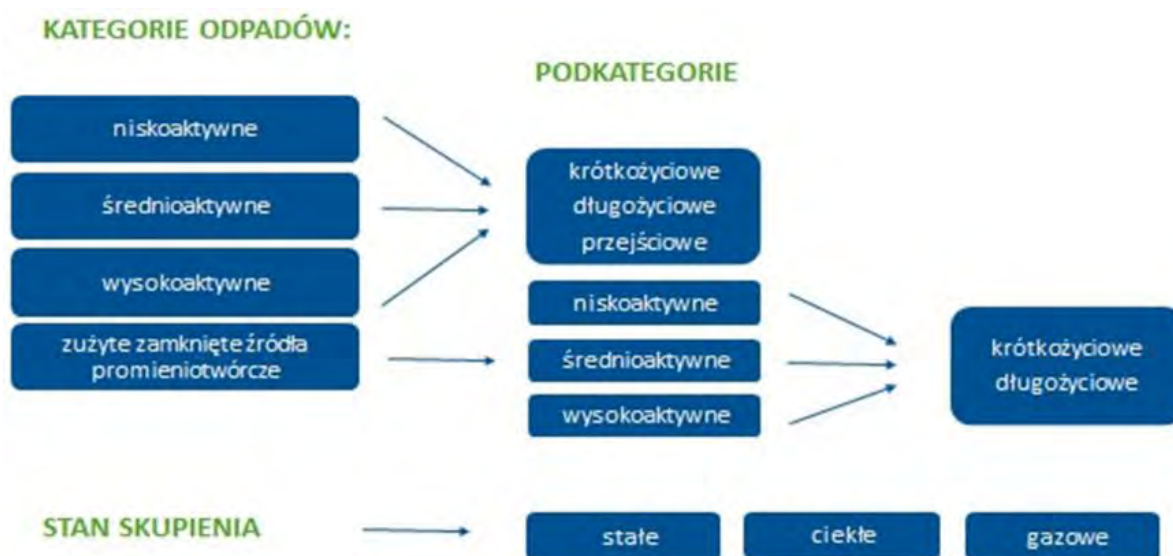 KATEGORIE ODPADÓW:
PODKATEGORIE
niskoaktywne
średnioaktywne
wysokoaktywne
zużyte zamknięte źródła
promieniotwórcze
krótkożyciowe
długożyciowe
przejściowe
niskoaktywne
średnioaktywne
wysokoaktywne
krótkożyciowe
długożyciowe
STAN SKUPIENIA
stałe
ciekłe
gazowe